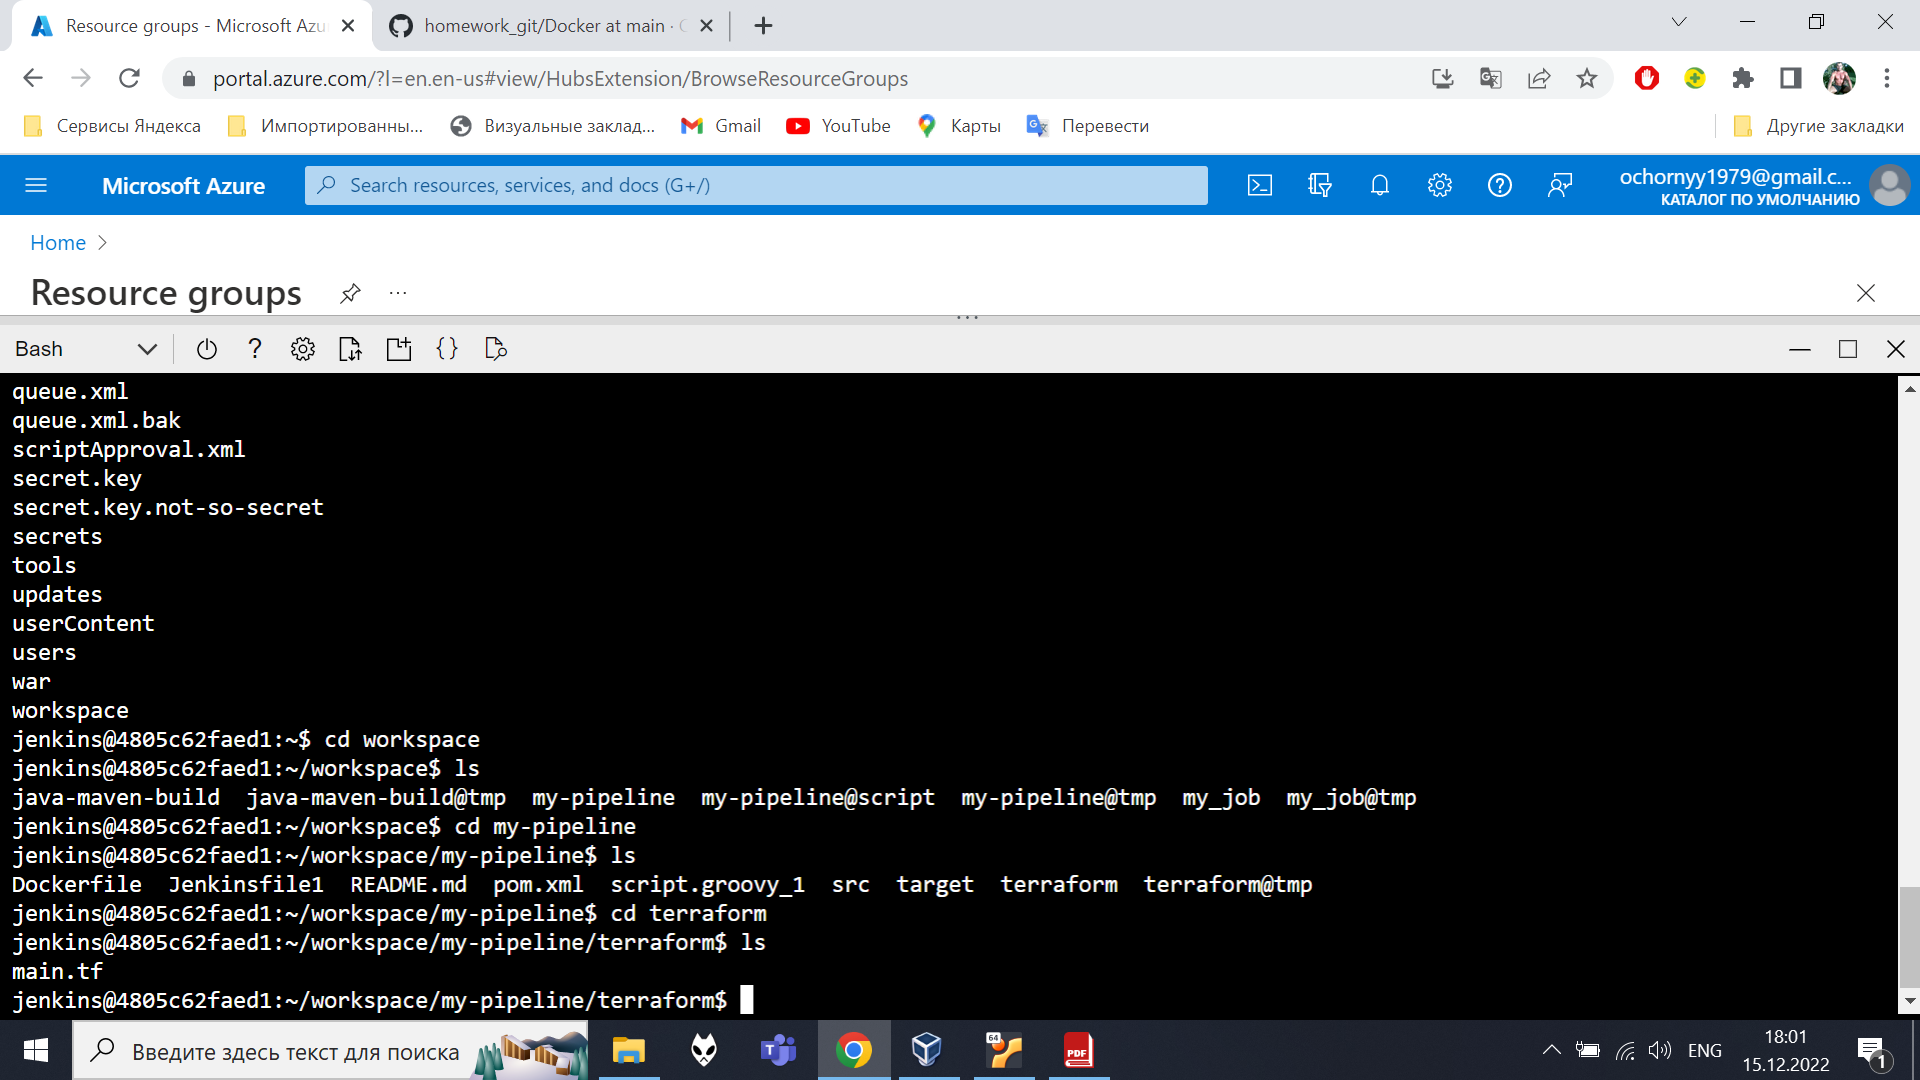 Resource groups - Microsoft Azu
homework_git/Docker at main ·
portal.azure.com/?l=en.en-us#view/HubsExtension/BrowseResourceGroups
Сервисы Яндекса
Импортированны...
Визуальные заклад...
Gmail
YouTube
Карты
Перевести
Другие закладки
Microsoft Azure
Search resources, services, and docs (G+/)
ochornyy1979@gmail.c...
КАТАЛОГ ПО УМОЛЧАНИЮ
Home >
Resource groups
Bash
queue.xml
queue.xml.bak
scriptApproval.xml
secret.key
secret.key.not-so-secret
secrets
tools
updates
userContent
users
war
workspace
jenkins@4805c62faed1:~$ cd workspace
jenkins@4805c62faed1:~/workspace$ ls
java-maven-build  java-maven-build@tmp  my-pipeline  my-pipeline@script  my-pipeline@tmp  my_job  my_job@tmp
jenkins@4805c62faed1:~/workspace$ cd my-pipeline
jenkins@4805c62faed1:~/workspace/my-pipeline$ ls
Dockerfile  Jenkinsfile1  README.md  pom.xml  script.groovy_1  src  target  terraform  terraform@tmp
jenkins@4805c62faed1:~/workspace/my-pipeline$ cd terraform
jenkins@4805c62faed1:~/workspace/my-pipeline/terraform$ ls
main.tf
jenkins@4805c62faed1:~/workspace/my-pipeline/terraform$
Введите здесь текст для поиска
T
64
PDF
ENG
18:01
15.12.2022
1